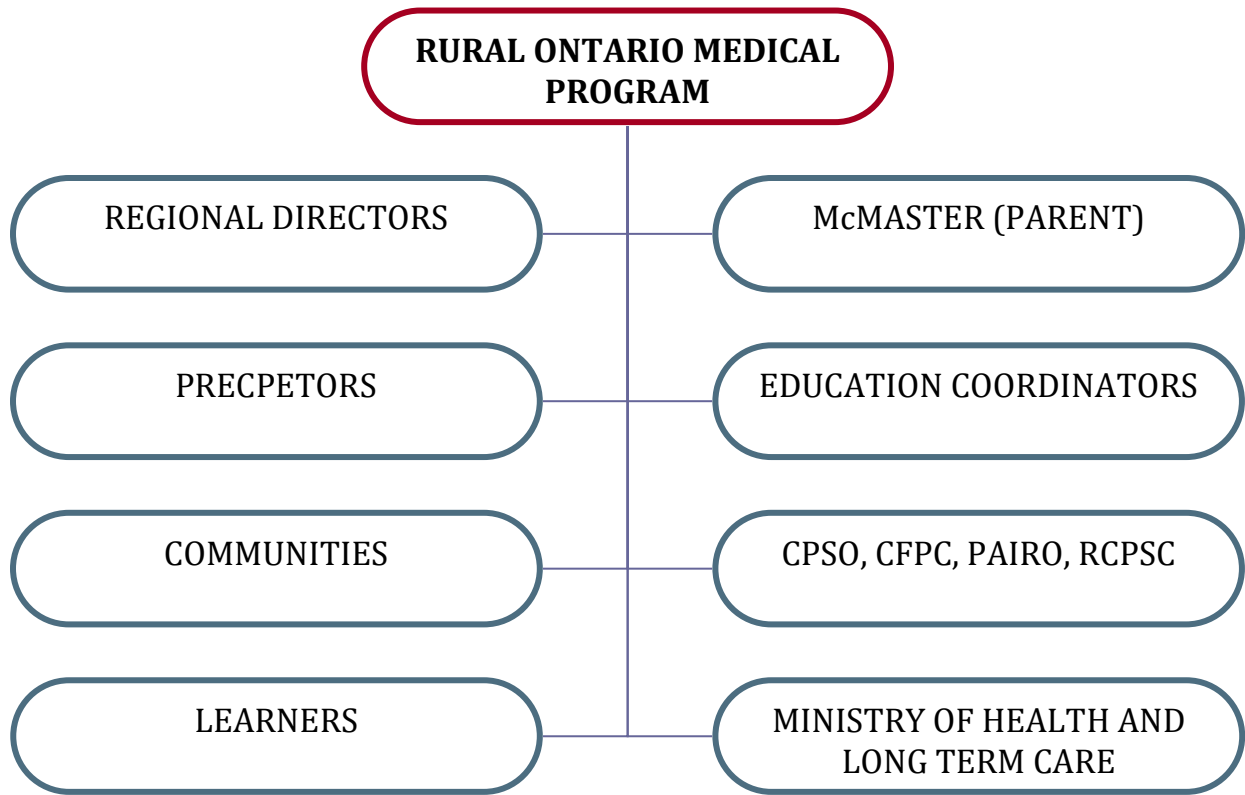 RURAL ONTARIO MEDICAL
PROGRAM
REGIONAL DIRECTORS
McMASTER (PARENT)
PRECPETORS
EDUCATION COORDINATORS
COMMUNITIES
CPSO, CFPC, PAIRO, RCPSC
LEARNERS
MINISTRY OF HEALTH AND
LONG TERM CARE